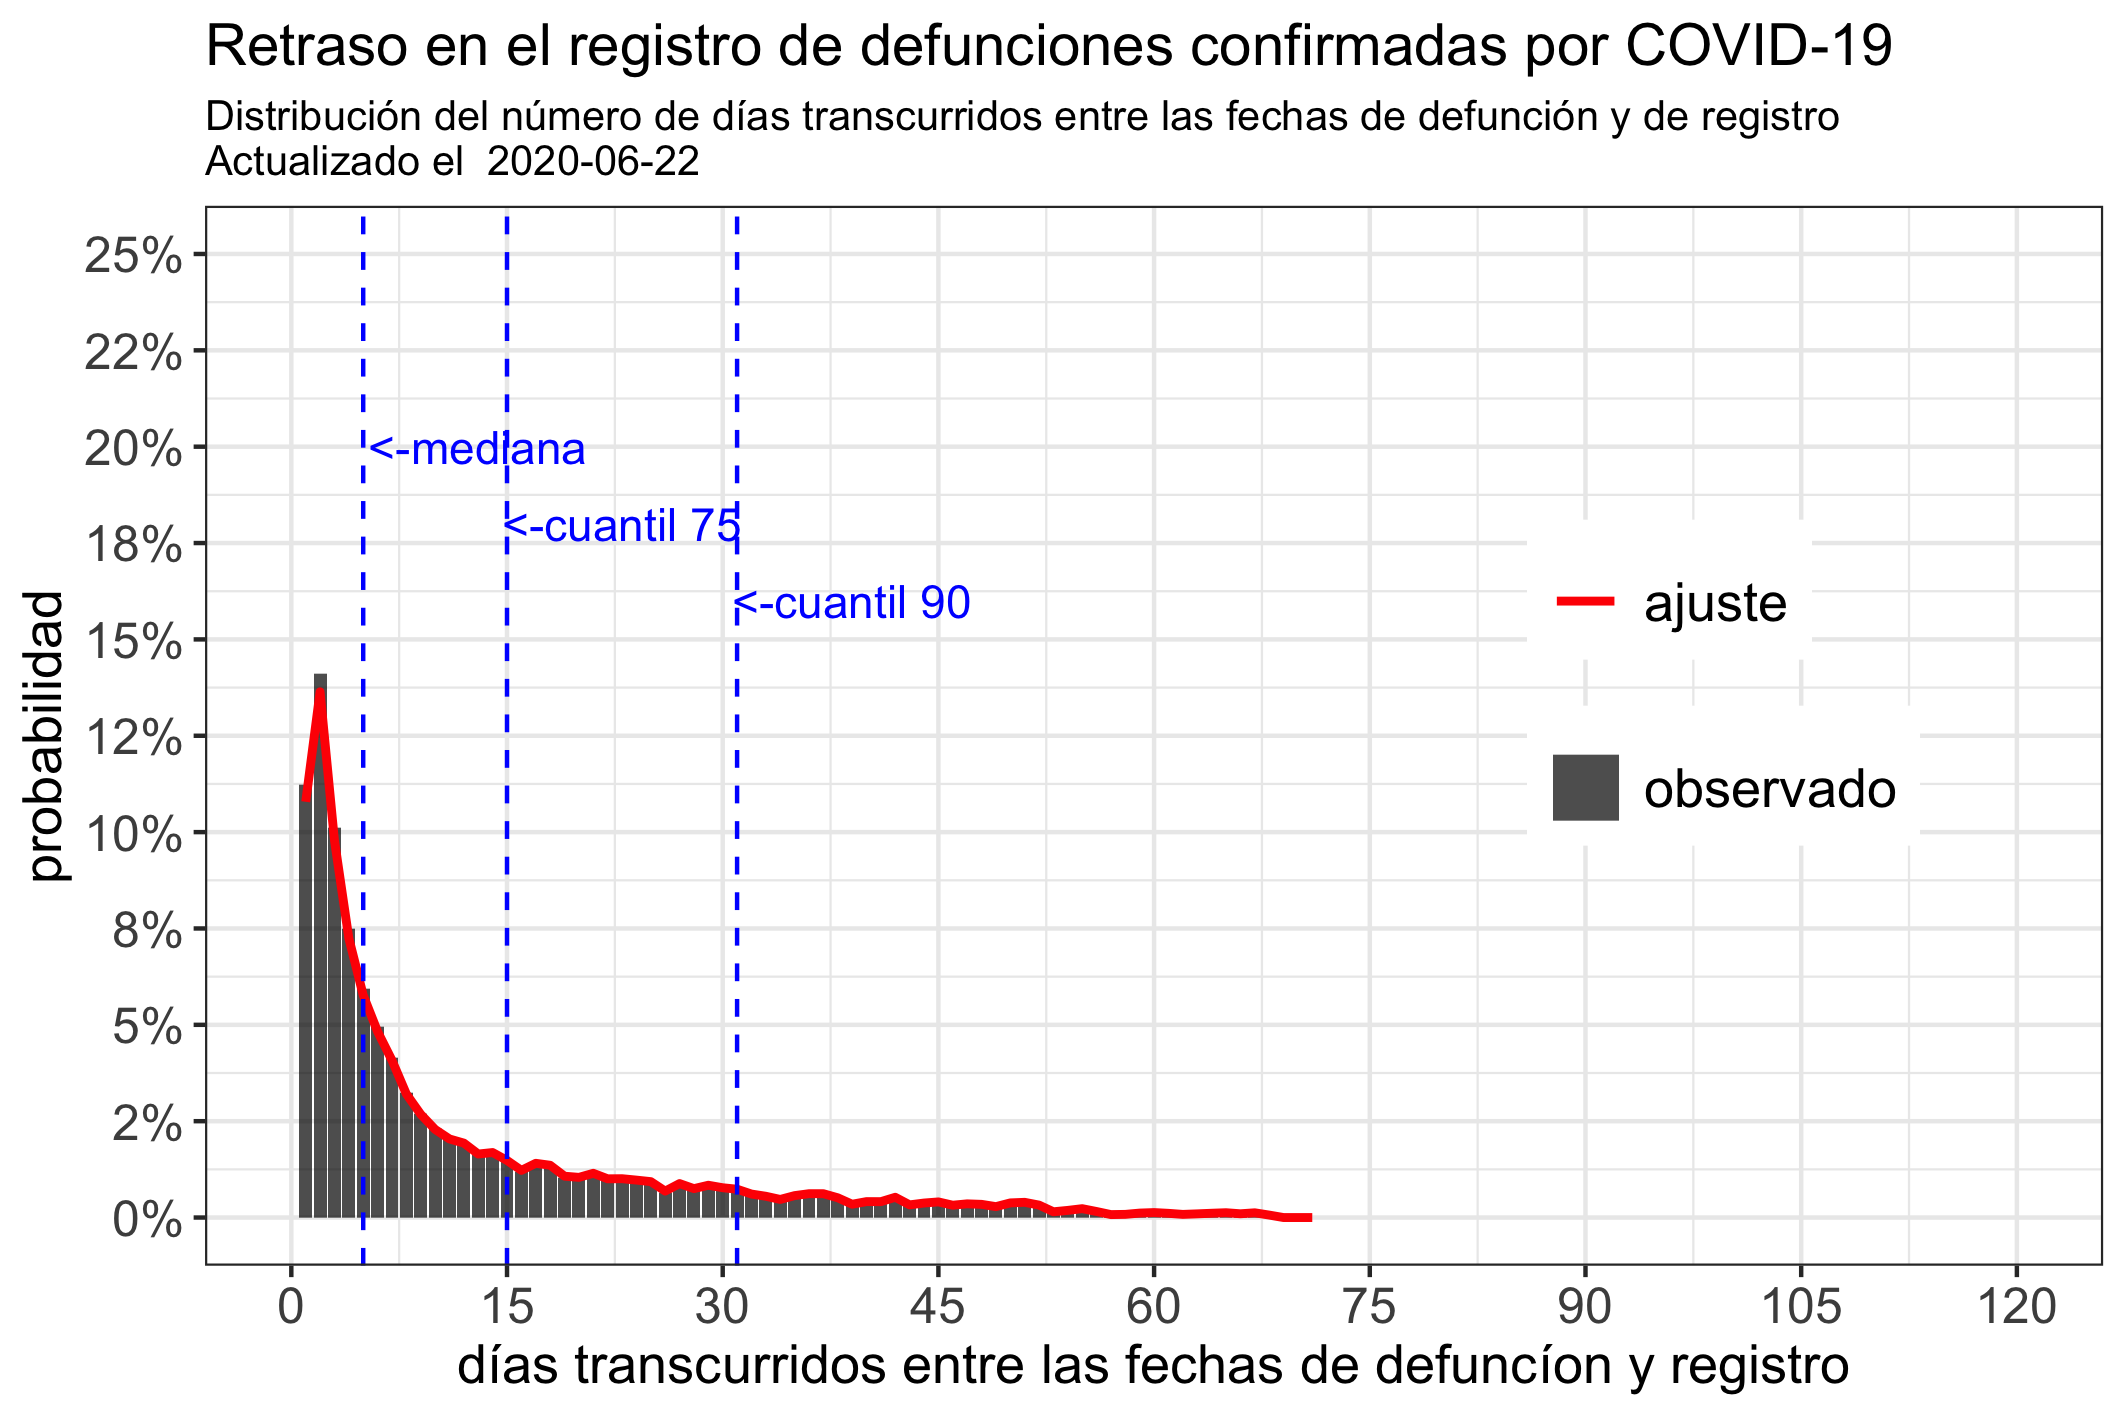 Retraso en el registro de defunciones confirmadas por COVID-19
Distribución del número de días transcurridos entre las fechas de defunción y de registro
Actualizado el  2020-06-22
25%
22%
20%
18%
15%
12%
10%
8%
5%
2%
0%
probabilidad
<-mediana
<-cuantil 75
<-cuantil 90
ajuste
observado
0 15 30 45 60 75 90 105 120
días transcurridos entre las fechas de defuncíon y registro